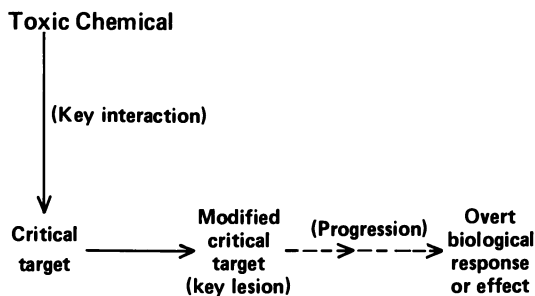 Toxic Chemical
(Key interaction)
Critical
target
Modified
critical
target
(key lesion)
(Progression)
Overt
biological
response
or effect